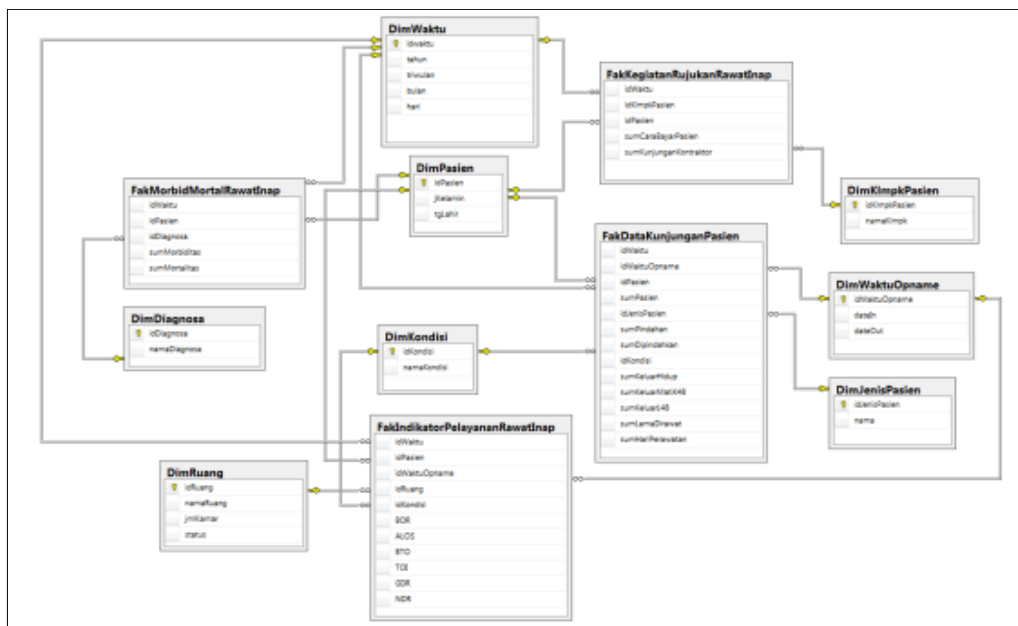 DimWaktu
idwaktu
tahun
triwulan
bulan
hari
FakKegiatanRujukanRawatInap
idWaktu
idKlmpkPasien
idPasien
sumCaraBayarPasien
sumKunjunganKontraktor
DimPasien
idPasien
jKelamin
tgLahir
FakMorbidMortalRawatInap
idWaktu
idPasien
idDiagnosa
sumMorbiditas
sumMortalitas
DimKlmpkPasien
idKlmpkPasien
namaKlmpk
FakDataKunjunganPasien
idWaktu
idWaktuOpname
idPasien
sumPasien
idJenisPasien
sumPindahan
sumDipindahkan
idKondisi
sumKeluarHidup
sumKeluarMatiK48
sumKeluarL48
sumLamaDirawat
sumHariPerawatan
DimWaktuOpname
idWaktuOpname
dateIn
dateOut
DimDiagnosa
idDiagnosa
namaDiagnosa
DimKondisi
idKondisi
namaKondisi
DimJenisPasien
idJenisPasien
nama
FakIndikatorPelayananRawatInap
idWaktu
idPasien
idWaktuOpname
idRuang
idKondisi
BOR
ALOS
BTO
TOI
GDR
NDR
DimRuang
idRuang
namaRuang
jmlKamar
status